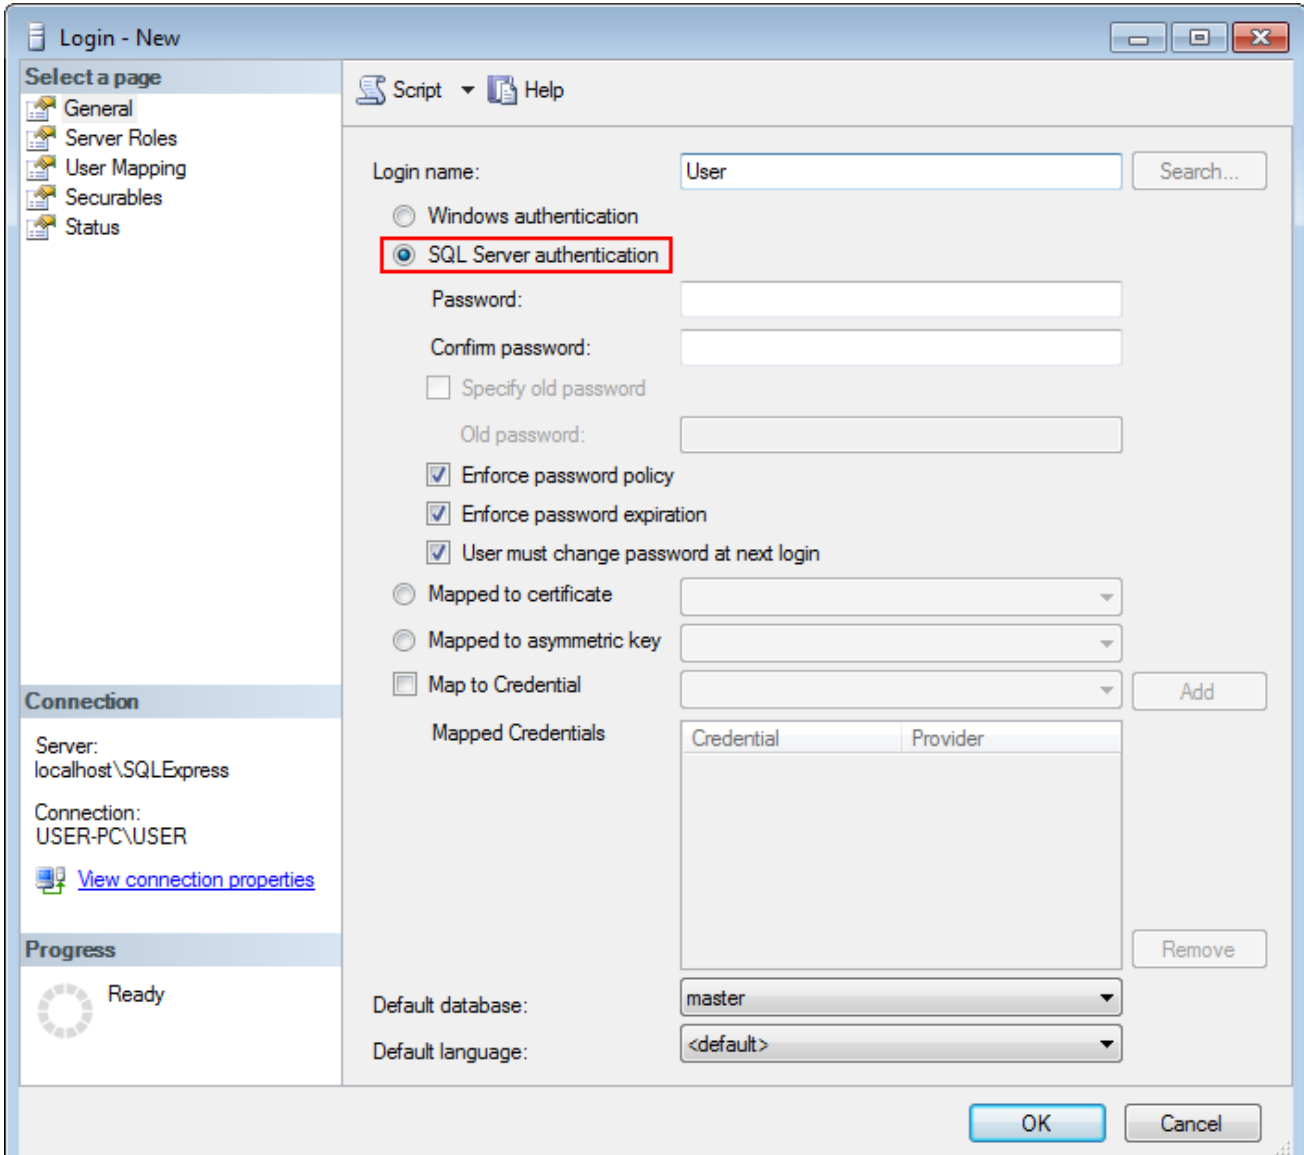 Login - New
Select a page
General
Server Roles
User Mapping
Securables
Status
Script
Help
Login name:
User
Search...
Windows authentication
SQL Server authentication
Password:
Confirm password:
Specify old password
Old password:
Enforce password policy
Enforce password expiration
User must change password at next login
Mapped to certificate
Mapped to asymmetric key
Map to Credential
Add
Mapped Credentials
Credential
Provider
Remove
Default database:
master
Default language:
<default>
Connection
Server:
localhost\SQLExpress
Connection:
USER-PC\USER
View connection properties
Progress
Ready
OK
Cancel